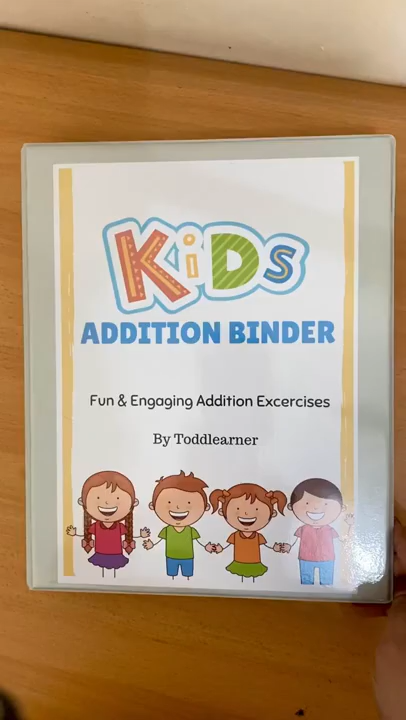 KiDs
ADDITION BINDER
Fun & Engaging Addition Excercises
By Toddlearner